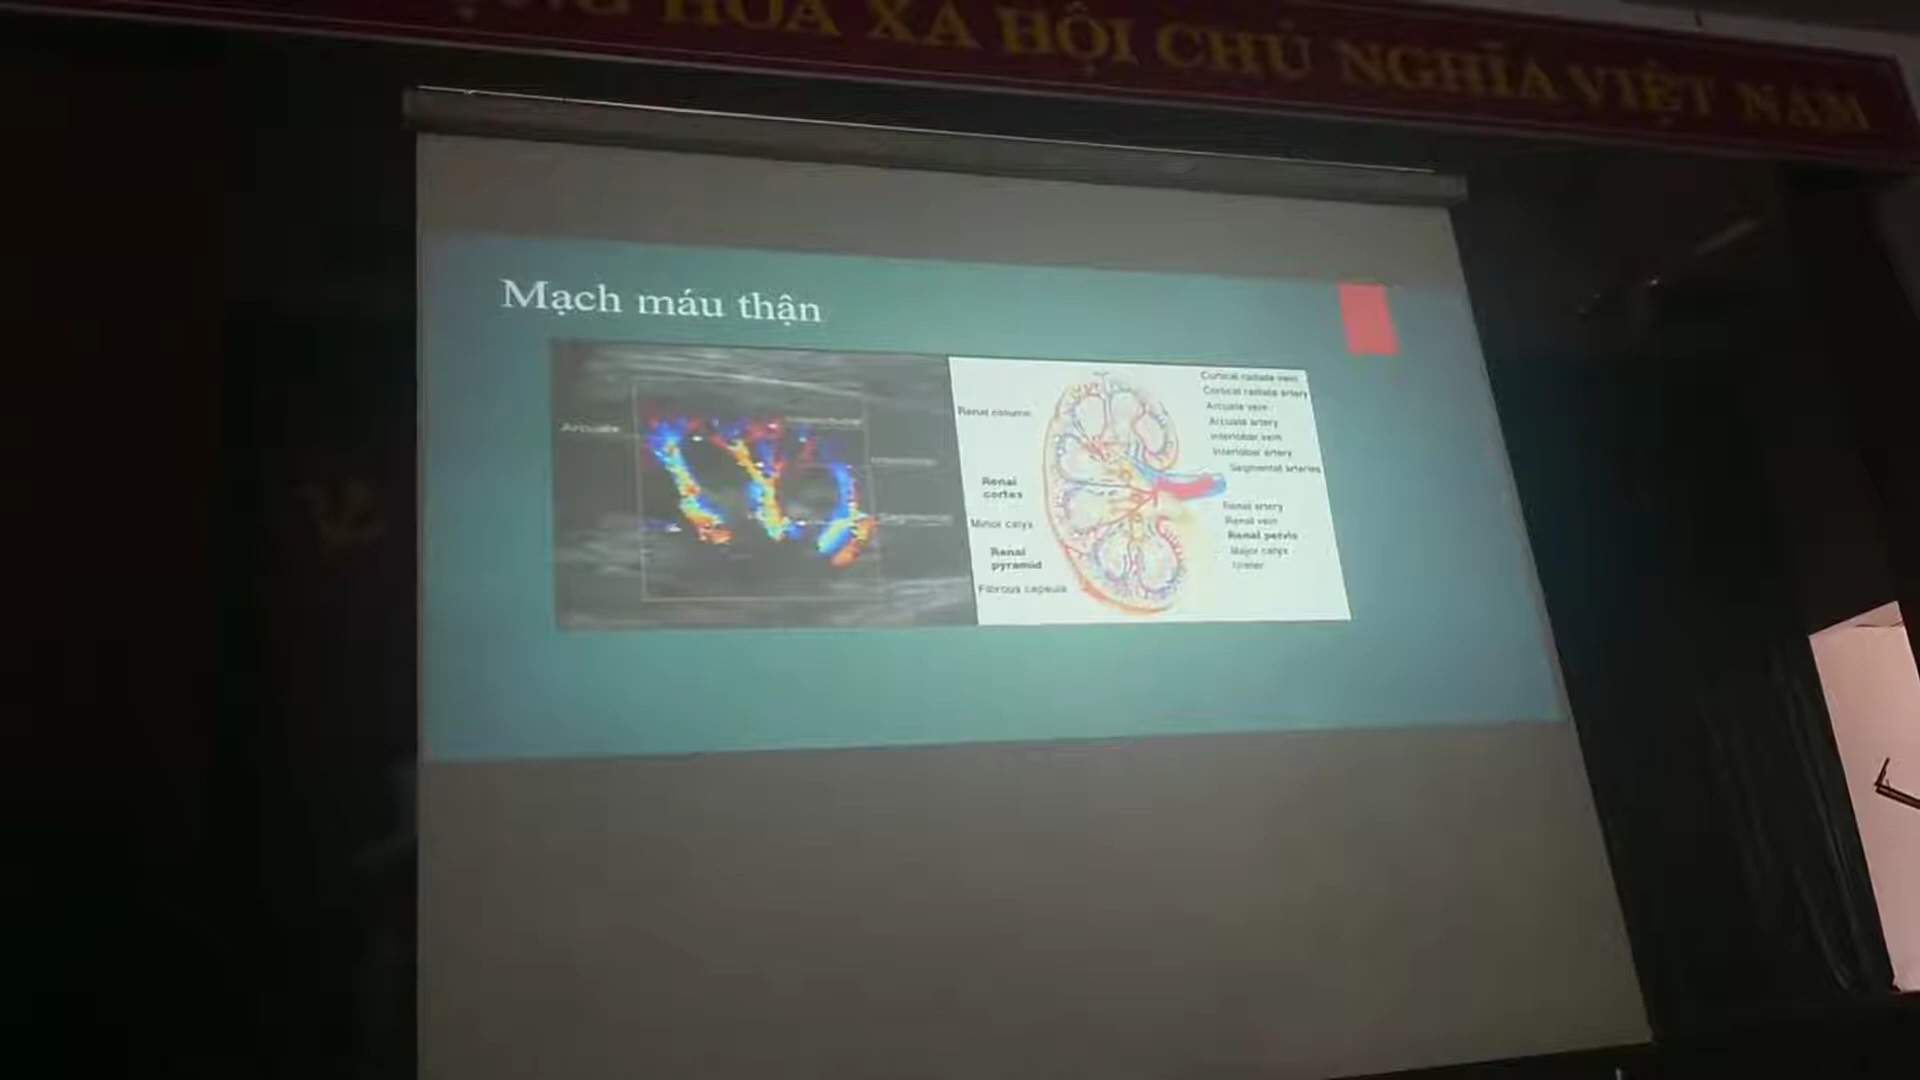 HÒA XÃ HỘI CHỦ NGHĨA VIỆT NAM
Mạch máu thận
Arcuate
Renal column
Renal
cortex
Minor calyx
Renal
pyramid
Fibrous capsule
Cortical radiate vein
Cortical radiate artery
Arcuate vein
Arcuate artery
Interlobar vein
Interlobar artery
Segmental arteries
Renal artery
Renal vein
Renal pelvis
Major calyx
Ureter